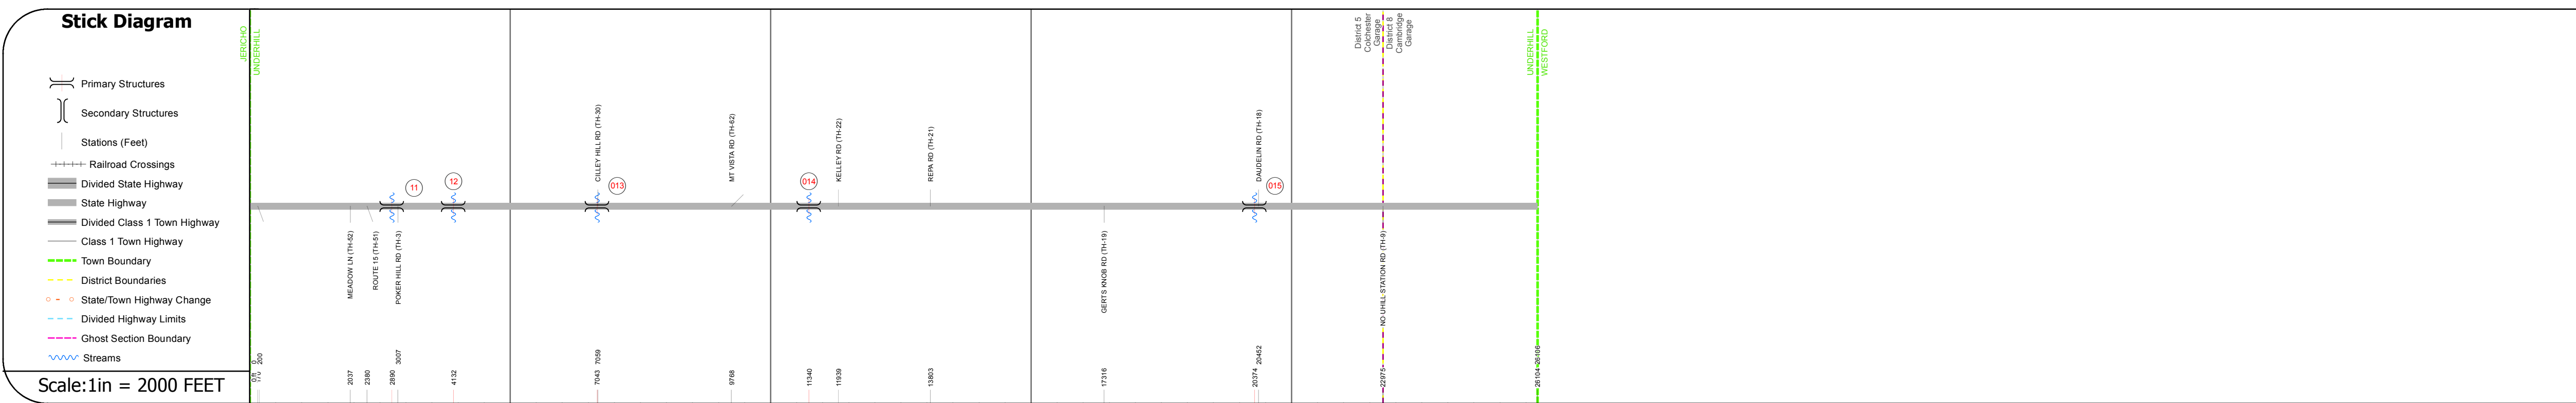 Stick Diagram
Primary Structures
Secondary Structures
Stations (Feet)
Railroad Crossings
Divided State Highway
State Highway
Divided Class 1 Town Highway
Class 1 Town Highway
Town Boundary
District Boundaries
State/Town Highway Change
Divided Highway Limits
Ghost Section Boundary
Streams
Scale:1in = 2000 FEET
JERICHO
UNDERHILL
District 5
Colchester
Garage
District 8
Cambridge
Garage
UNDERHILL
WESTFORD
CILLEY HILL RD (TH-30)
MT VISTA RD (TH-62)
KELLEY RD (TH-22)
REPA RD (TH-21)
DAUDELIN RD (TH-18)
11
12
013
014
015
MEADOW LN (TH-52)
ROUTE 15 (TH-51)
POKER HILL RD (TH-3)
GERTS KNOB RD (TH-19)
NO UHILL STATION RD (TH-9)
0
200
3007
7059
20452
26106
0 ft
2037
2380
2890
4132
7043
9768
11340
11939
13803
17316
20374
22975
26104